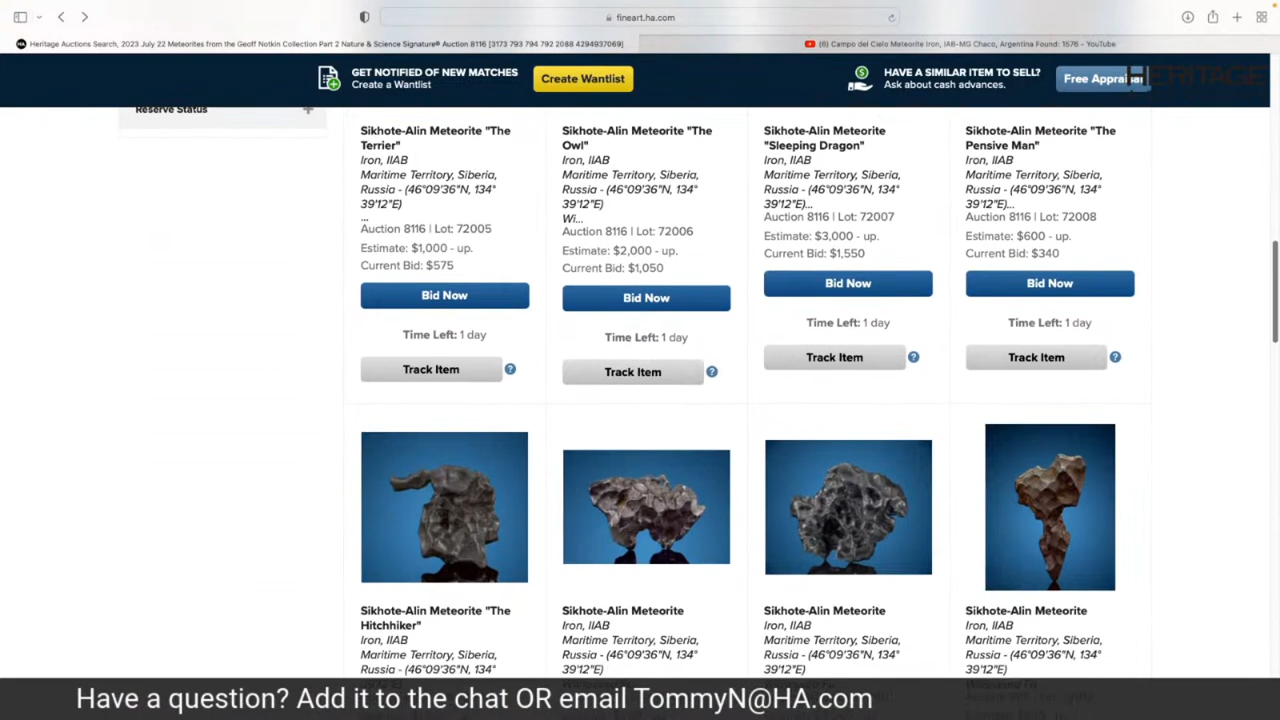 fineart.ha.com
Heritage Auctions Search, 2023 July 22 Meteorites from the Geoff Notkin Collection Part 2 Nature & Science Signature® Auction 8116 [3173 793 794 792 2088 4294937069]
(6) Campo del Cielo Meteorite Iron, IAB-MG Chaco, Argentina Found: 1576 - YouTube
GET NOTIFIED OF NEW MATCHES
Create a Wantlist
Create Wantlist
HAVE A SIMILAR ITEM TO SELL?
Ask about cash advances.
Free Appraisal
HERITAGE
Reserve Status
Sikhote-Alin Meteorite "The
Terrier"
Iron, IIAB
Maritime Territory, Siberia,
Russia - (46°09'36"N, 134°
39'12"E)
...
Auction 8116 | Lot: 72005
Estimate: $1,000 - up.
Current Bid: $575
Bid Now
Time Left: 1 day
Track Item
?
Sikhote-Alin Meteorite "The
Owl"
Iron, IIAB
Maritime Territory, Siberia,
Russia - (46°09'36"N, 134°
39'12"E)
Wi...
Auction 8116 | Lot: 72006
Estimate: $2,000 - up.
Current Bid: $1,050
Bid Now
Time Left: 1 day
Track Item
?
Sikhote-Alin Meteorite
"Sleeping Dragon"
Iron, IIAB
Maritime Territory, Siberia,
Russia - (46°09'36"N, 134°
39'12"E)...
Auction 8116 | Lot: 72007
Estimate: $3,000 - up.
Current Bid: $1,550
Bid Now
Time Left: 1 day
Track Item
?
Sikhote-Alin Meteorite "The
Pensive Man"
Iron, IIAB
Maritime Territory, Siberia,
Russia - (46°09'36"N, 134°
39'12"E)...
Auction 8116 | Lot: 72008
Estimate: $600 - up.
Current Bid: $340
Bid Now
Time Left: 1 day
Track Item
?
Sikhote-Alin Meteorite "The
Hitchhiker"
Iron, IIAB
Maritime Territory, Siberia,
Russia - (46°09'36"N, 134°
Sikhote-Alin Meteorite
Iron, IIAB
Maritime Territory, Siberia,
Russia - (46°09'36"N, 134°
39'12"E)
Sikhote-Alin Meteorite
Iron, IIAB
Maritime Territory, Siberia,
Russia - (46°09'36"N, 134°
39'12"E)
Sikhote-Alin Meteorite
Iron, IIAB
Maritime Territory, Siberia,
Russia - (46°09'36"N, 134°
39'12"E)
Have a question? Add it to the chat OR email TommyN@HA.com